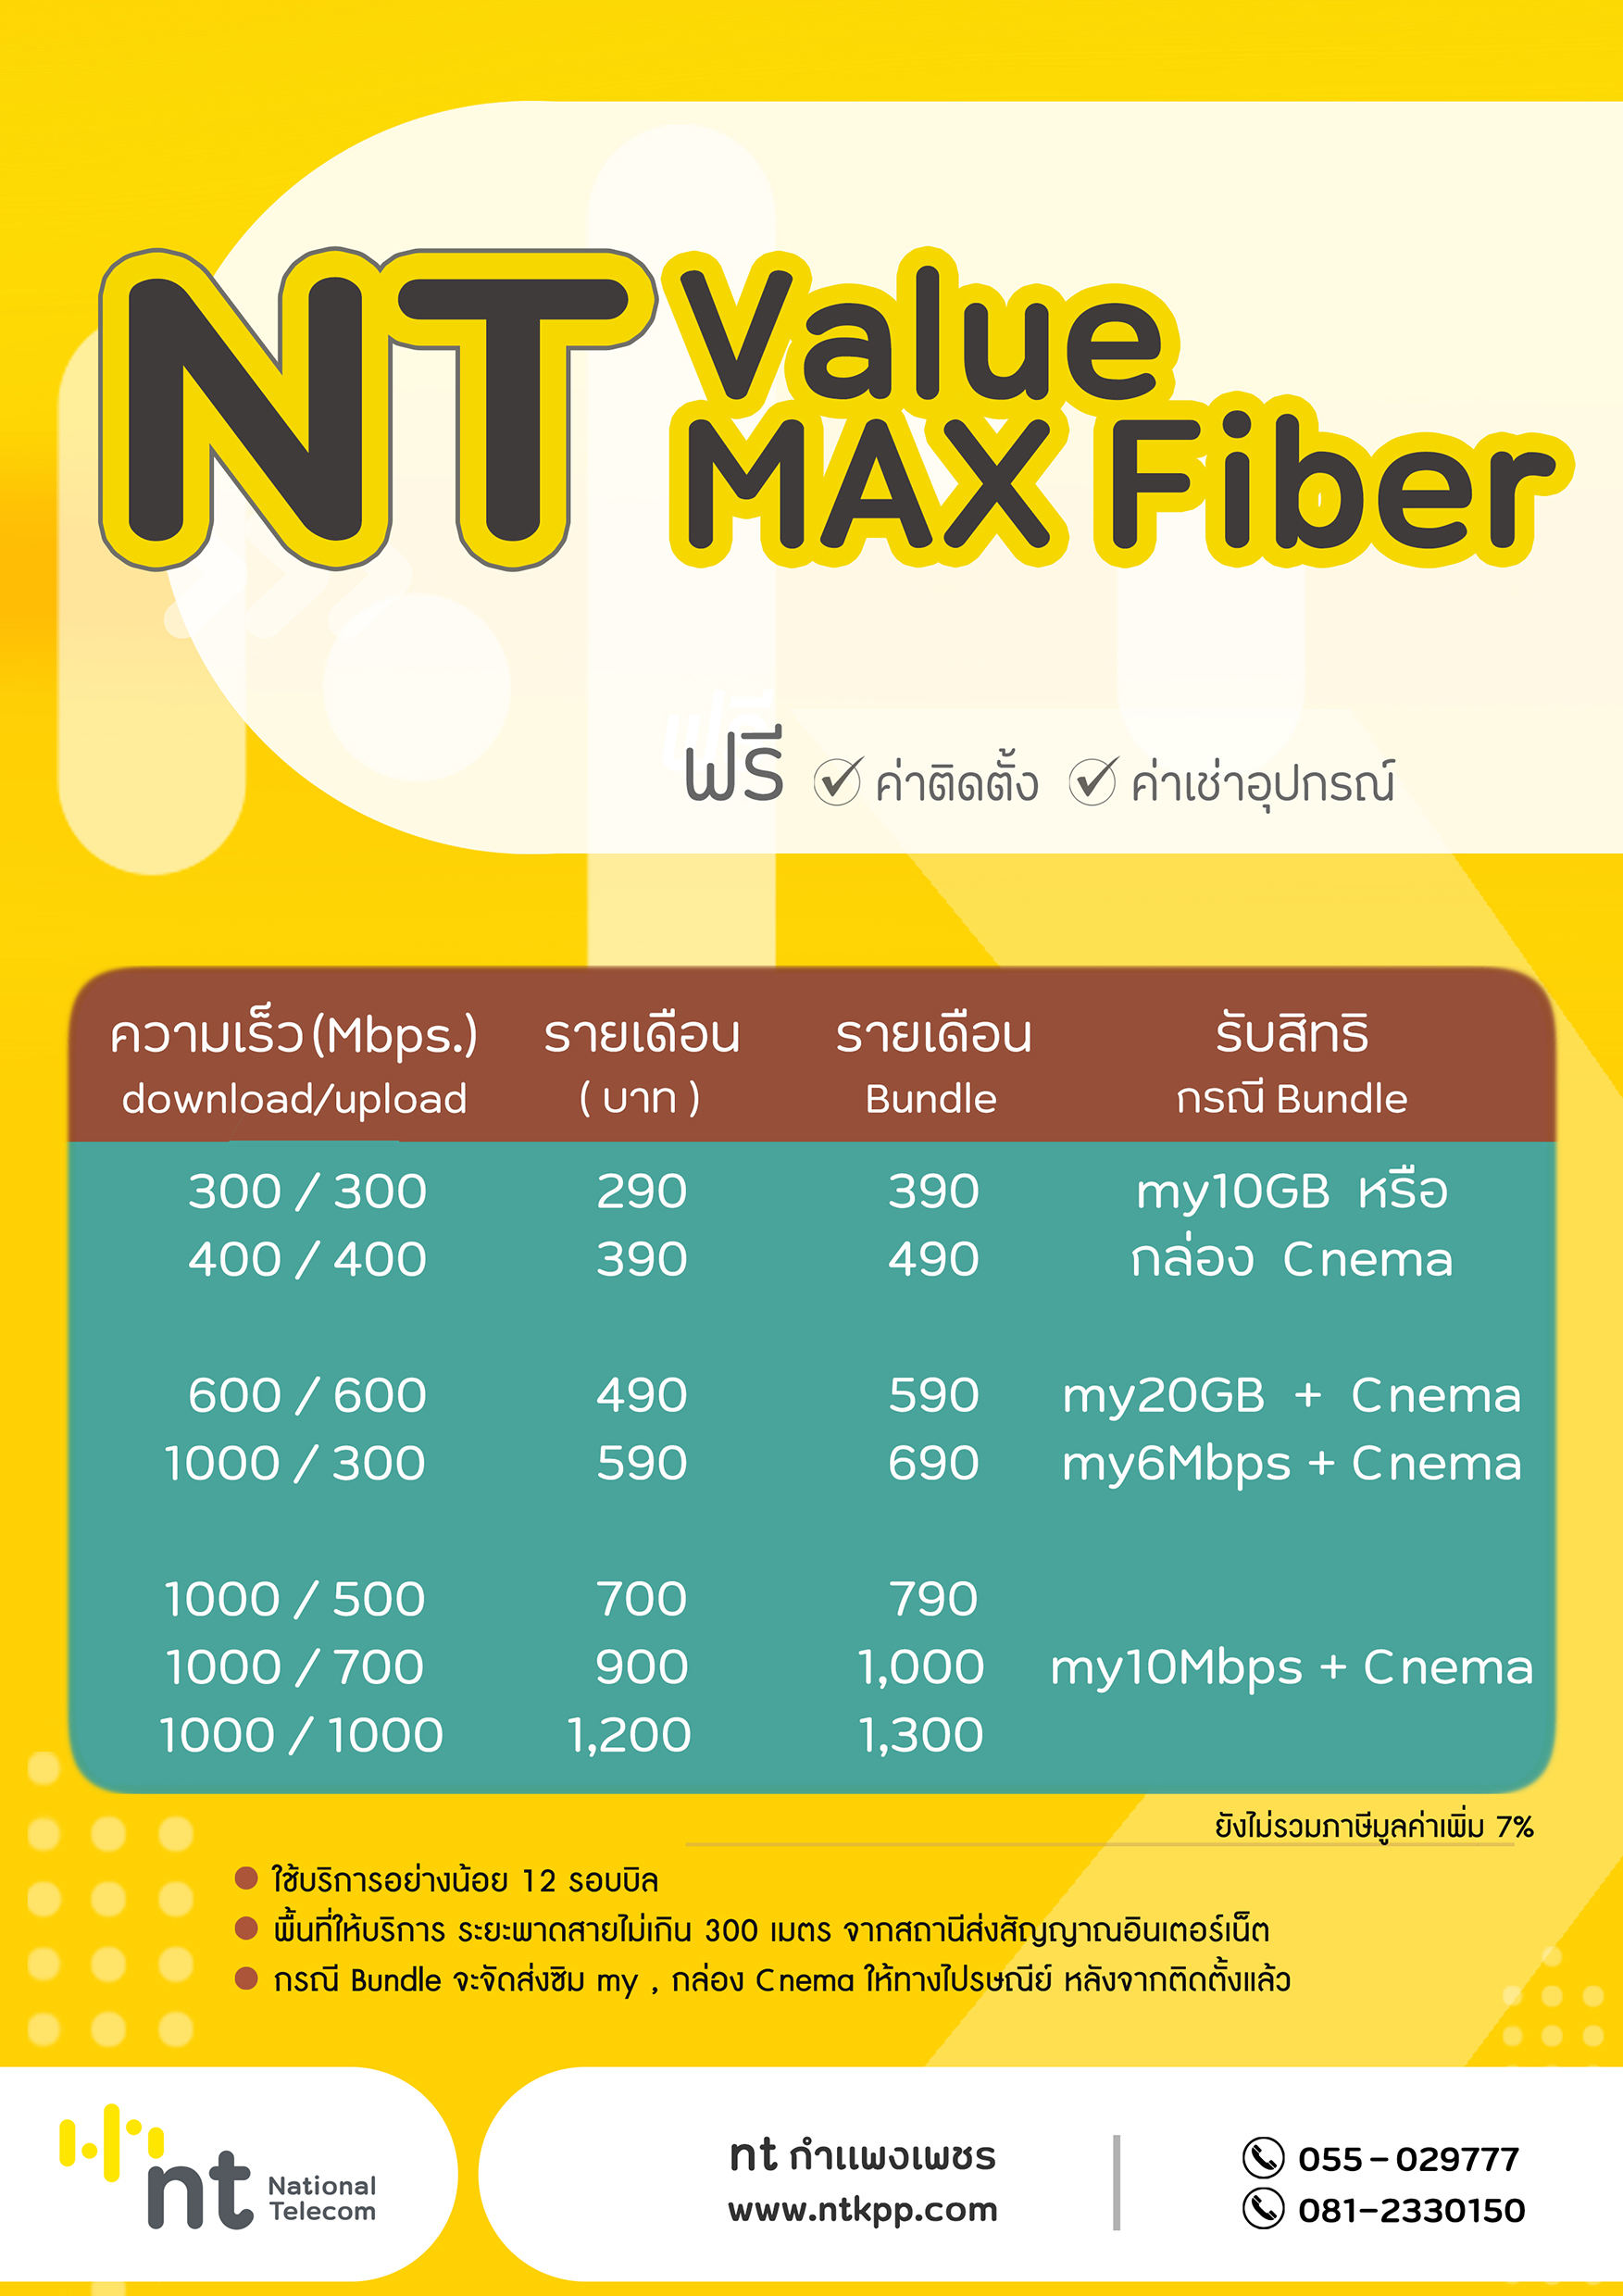 NT Value
MAX Fiber
ฟรี ค่าติดตั้ง ค่าเช่าอุปกรณ์
ความเร็ว (Mbps.) รายเดือน รายเดือน รับสิทธิ
download/upload ( บาท ) Bundle กรณี Bundle
300 / 300 290 390 my10GB หรือ
400 / 400 390 490 กล่อง Cnema
600 / 600 490 590 my20GB + Cnema
1000 / 300 590 690 my6Mbps + Cnema
1000 / 500 700 790
1000 / 700 900 1,000 my10Mbps + Cnema
1000 / 1000 1,200 1,300
ยังไม่รวมภาษีมูลค่าเพิ่ม 7%
ใช้บริการอย่างน้อย 12 รอบบิล
พื้นที่ให้บริการ ระยะพาดสายไม่เกิน 300 เมตร จากสถานีส่งสัญญาณอินเตอร์เน็ต
กรณี Bundle จะจัดส่งซิม my , กล่อง Cnema ให้ทางไปรษณีย์ หลังจากติดตั้งแล้ว
nt National
Telecom
nt กำแพงเพชร
www.ntkpp.com
055-029777
081-2330150